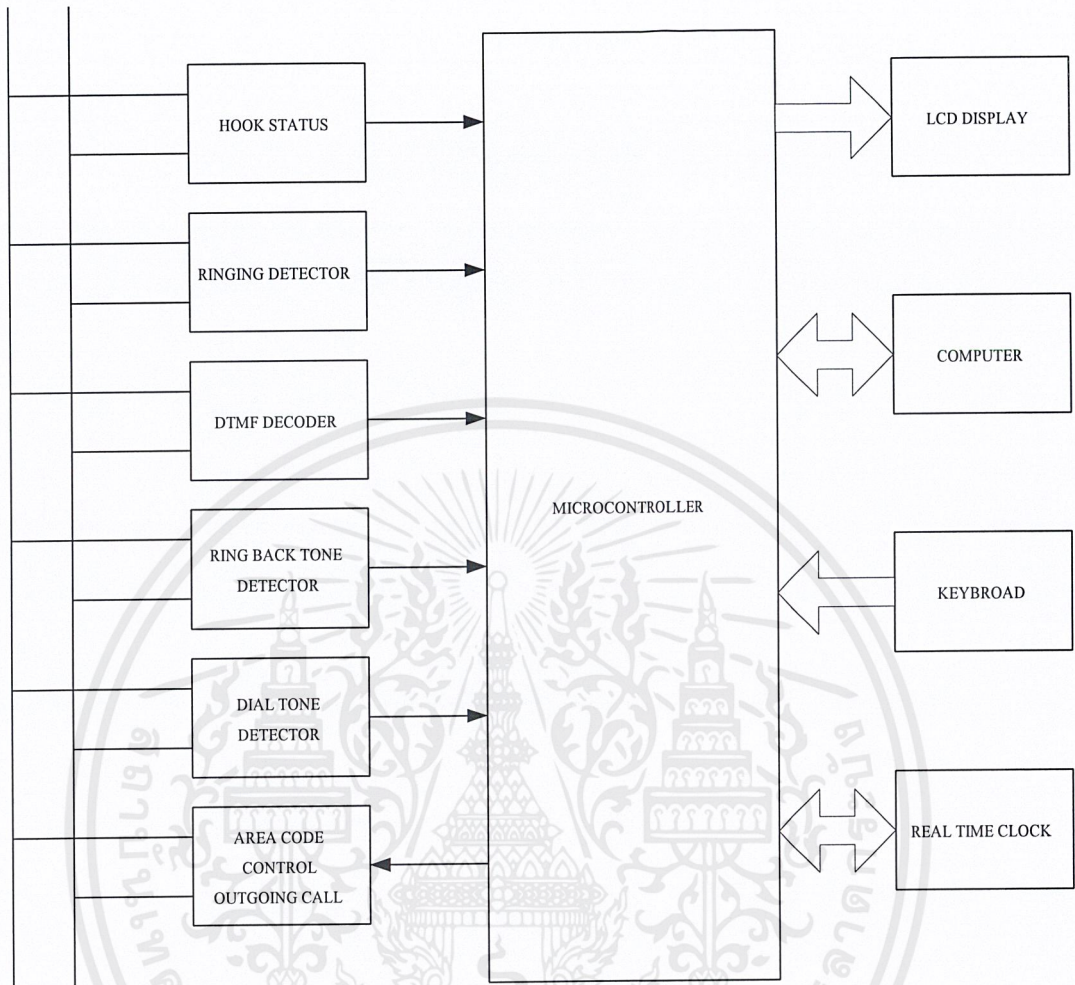 HOOK STATUS
LCD DISPLAY
RINGING DETECTOR
COMPUTER
DTMF DECODER
MICROCONTROLLER
RING BACK TONE
DETECTOR
KEYBROAD
DIAL TONE
DETECTOR
AREA CODE
CONTROL
OUTGOING CALL
REAL TIME CLOCK